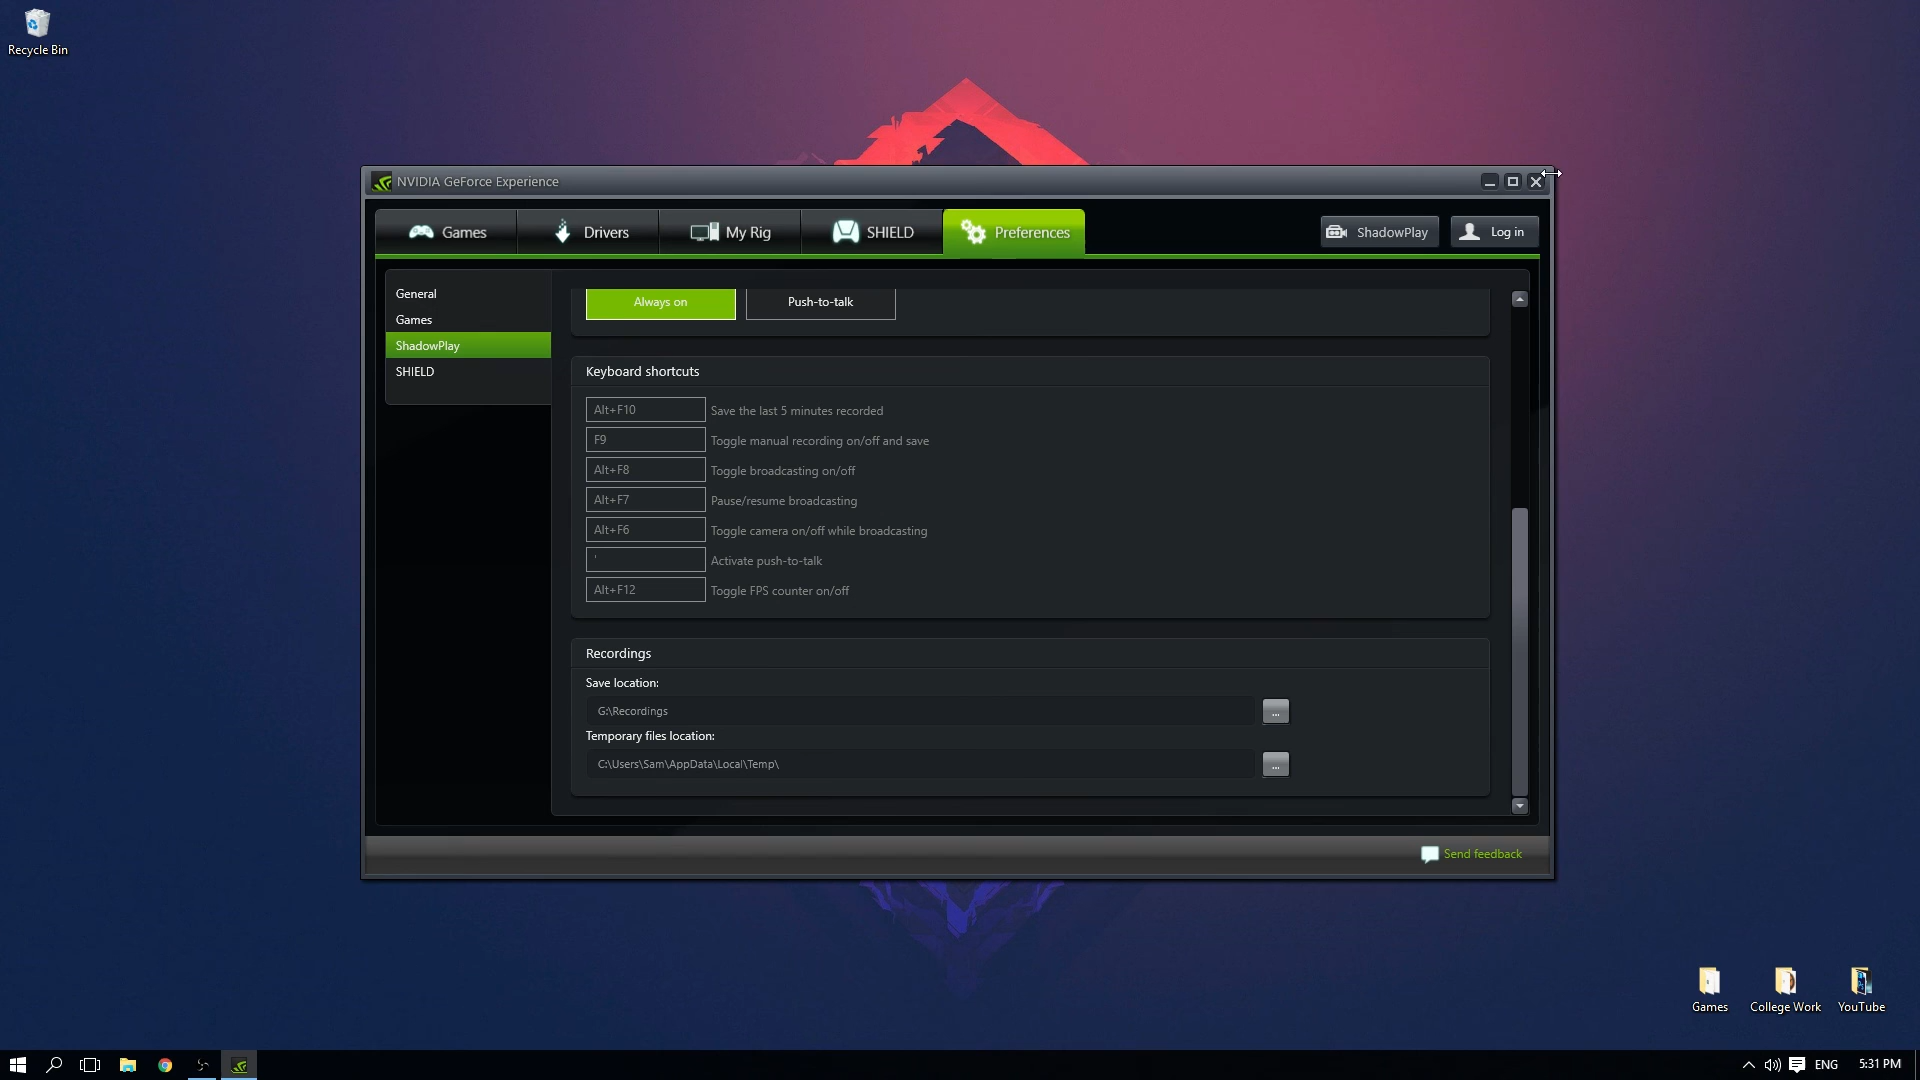 Recycle Bin
NVIDIA GeForce Experience
Games
Drivers
My Rig
SHIELD
Preferences
ShadowPlay
Log in
General
Games
ShadowPlay
SHIELD
Always on
Push-to-talk
Keyboard shortcuts
Alt+F10 Save the last 5 minutes recorded
F9 Toggle manual recording on/off and save
Alt+F8 Toggle broadcasting on/off
Alt+F7 Pause/resume broadcasting
Alt+F6 Toggle camera on/off while broadcasting
' Activate push-to-talk
Alt+F12 Toggle FPS counter on/off
Recordings
Save location:
G:\Recordings
...
Temporary files location:
C:\Users\Sam\AppData\Local\Temp\
...
Send feedback
Games
College Work
YouTube
ENG
5:31 PM